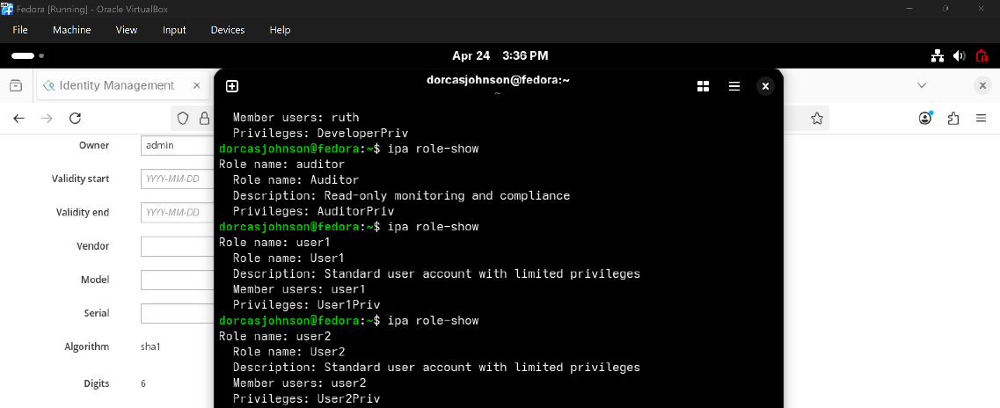 Fedora [Running] - Oracle VirtualBox
File Machine View Input Devices Help
Apr 24 3:36 PM
Identity Management
dorcasjohnson@fedora:~
~
Owner admin
Validity start YYYY-MM-DD
Validity end YYYY-MM-DD
Vendor
Model
Serial
Algorithm sha1
Digits 6
Member users: ruth
Privileges: DeveloperPriv
dorcasjohnson@fedora:~$ ipa role-show
Role name: auditor
Role name: Auditor
Description: Read-only monitoring and compliance
Privileges: AuditorPriv
dorcasjohnson@fedora:~$ ipa role-show
Role name: user1
Role name: User1
Description: Standard user account with limited privileges
Member users: user1
Privileges: User1Priv
dorcasjohnson@fedora:~$ ipa role-show
Role name: user2
Role name: User2
Description: Standard user account with limited privileges
Member users: user2
Privileges: User2Priv